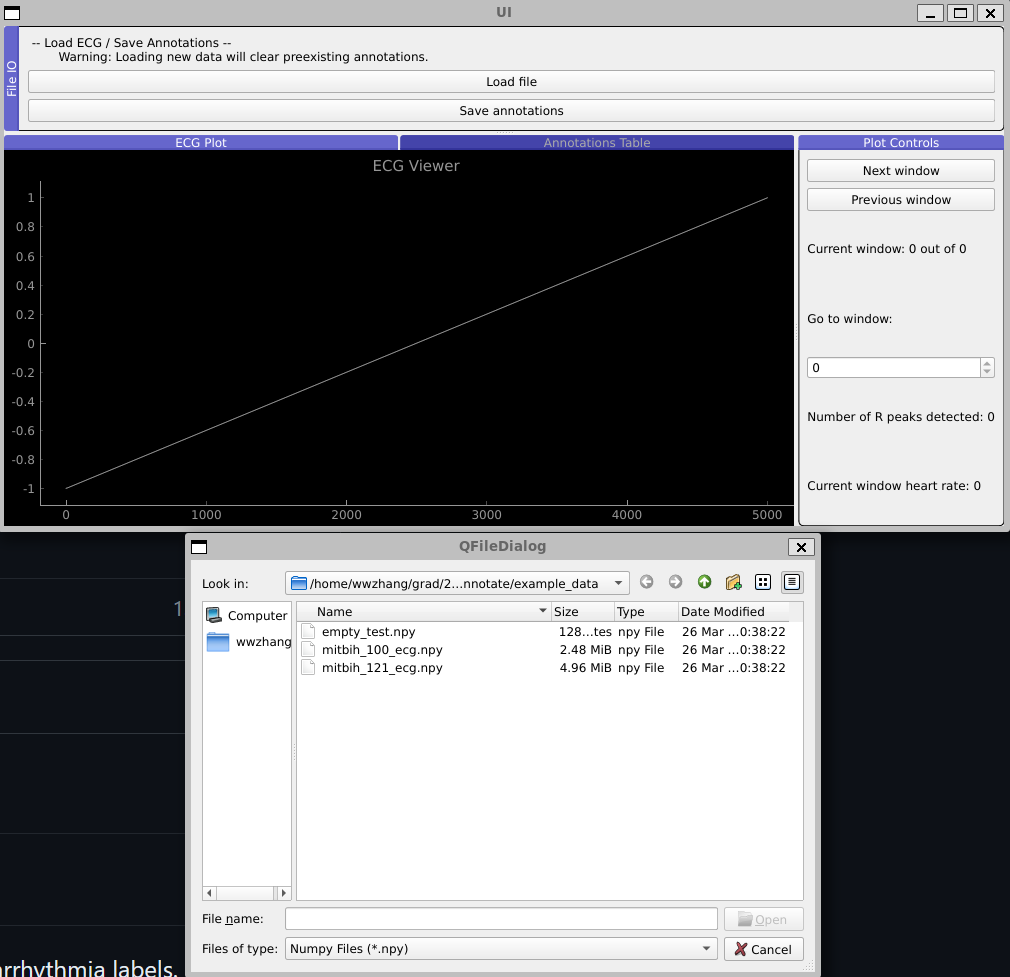 UI
File IO
-- Load ECG / Save Annotations --
Warning: Loading new data will clear preexisting annotations.
Load file
Save annotations
ECG Plot
Annotations Table
Plot Controls
ECG Viewer
1
0.8
0.6
0.4
0.2
0
-0.2
-0.4
-0.6
-0.8
-1
0 1000 2000 3000 4000 5000
Next window
Previous window
Current window: 0 out of 0
Go to window:
0
Number of R peaks detected: 0
Current window heart rate: 0
QFileDialog
Look in: /home/wwzhang/grad/2...nnotate/example_data
Computer
wwzhang
Name Size Type Date Modified
empty_test.npy 128...tes npy File 26 Mar ...0:38:22
mitbih_100_ecg.npy 2.48 MiB npy File 26 Mar ...0:38:22
mitbih_121_ecg.npy 4.96 MiB npy File 26 Mar ...0:38:22
File name: Open
Files of type: Numpy Files (*.npy) Cancel
1
rrhythmia labels.